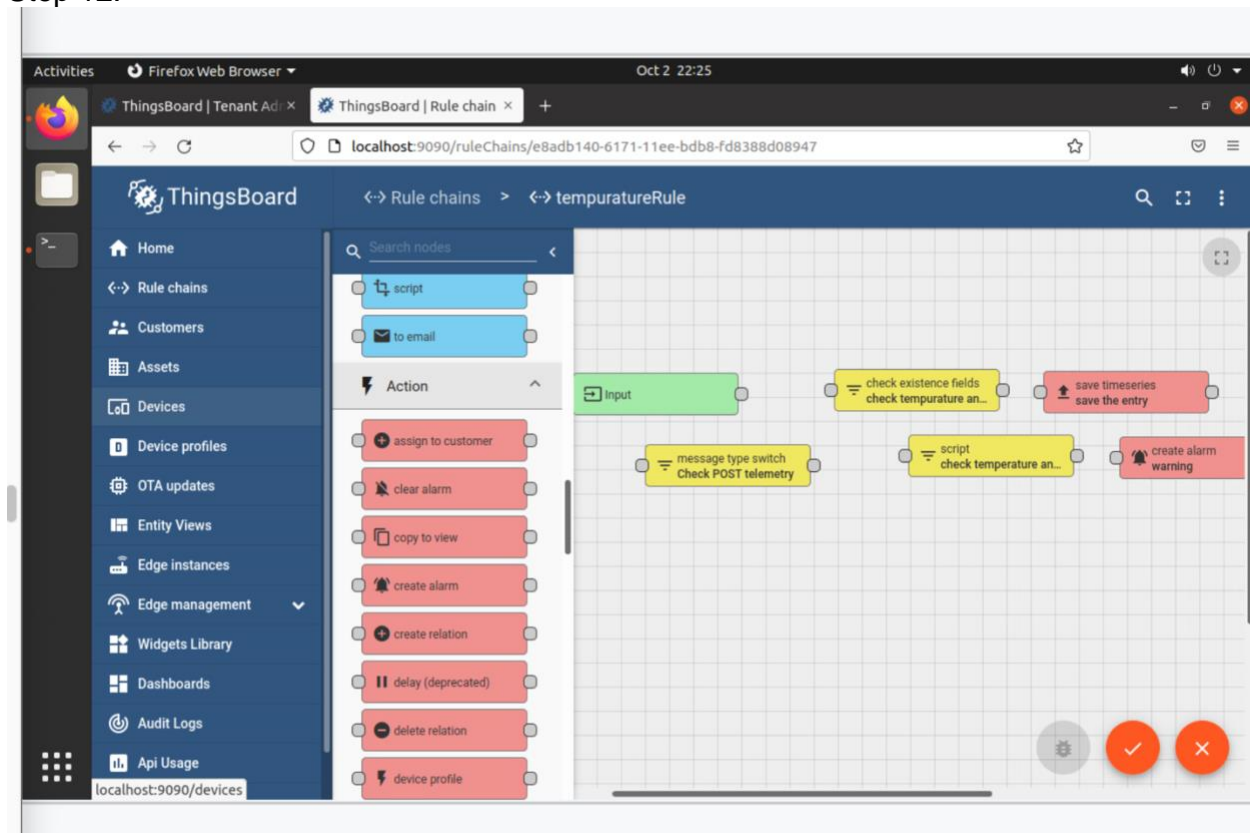 Step 12.
Activities
Firefox Web Browser
Oct 2 22:25
ThingsBoard | Tenant Ad
ThingsBoard | Rule chain
localhost:9090/ruleChains/e8adb140-6171-11ee-bdb8-fd8388d08947
ThingsBoard
Rule chains > tempuratureRule
Home
Rule chains
Customers
Assets
Devices
Device profiles
OTA updates
Entity Views
Edge instances
Edge management
Widgets Library
Dashboards
Audit Logs
Api Usage
localhost:9090/devices
Search nodes
script
to email
Action
assign to customer
clear alarm
copy to view
create alarm
create relation
delay (deprecated)
delete relation
device profile
Input
check existence fields
check tempurature an...
save timeseries
save the entry
message type switch
Check POST telemetry
script
check temperature an...
create alarm
warning